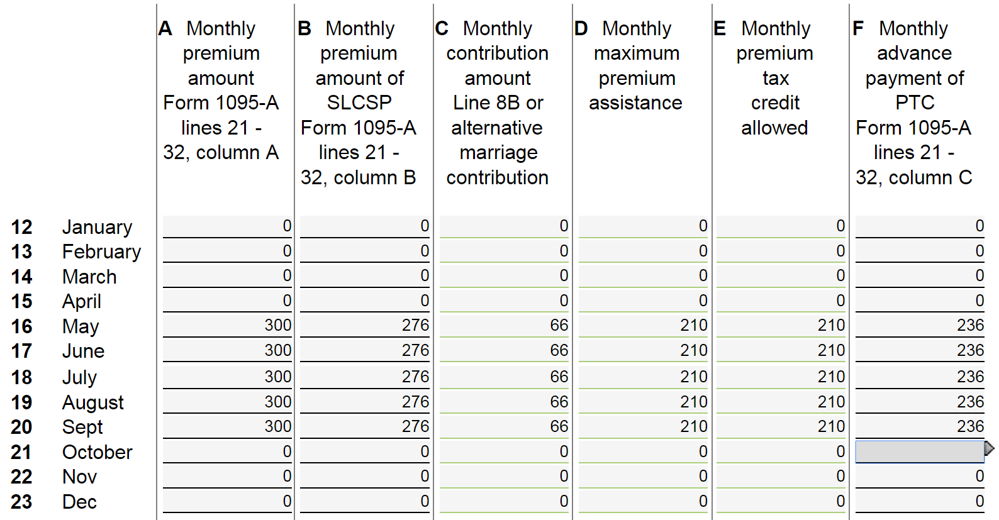 A Monthly premium amount Form 1095-A lines 21 - 32, column A
B Monthly premium amount of SLCSP Form 1095-A lines 21 - 32, column B
C Monthly contribution amount Line 8B or alternative marriage contribution
D Monthly maximum premium assistance
E Monthly premium tax credit allowed
F Monthly advance payment of PTC Form 1095-A lines 21 - 32, column C
12 January 0 0 0 0 0 0
13 February 0 0 0 0 0 0
14 March 0 0 0 0 0 0
15 April 0 0 0 0 0 0
16 May 300 276 66 210 210 236
17 June 300 276 66 210 210 236
18 July 300 276 66 210 210 236
19 August 300 276 66 210 210 236
20 Sept 300 276 66 210 210 236
21 October 0 0 0 0 0
22 Nov 0 0 0 0 0 0
23 Dec 0 0 0 0 0 0